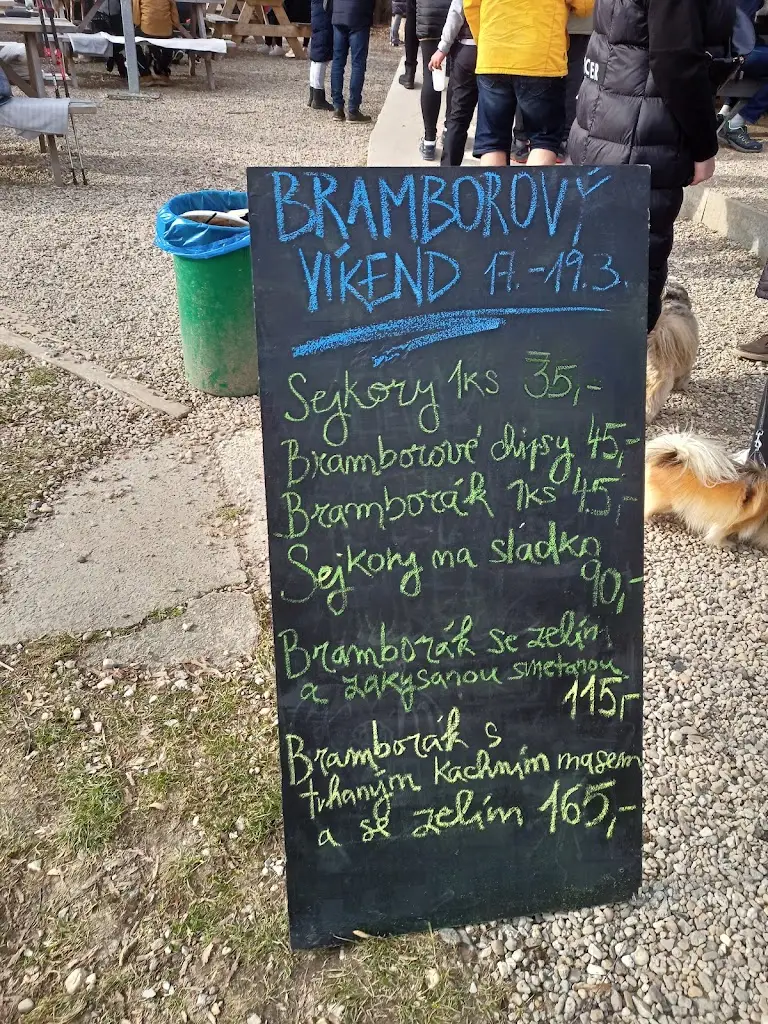 BRAMBOROVÝ
VÍKEND 17.-19.3.
Sejkory 1ks 35,-
Bramborové chipsy 45,-
Bramborák 1ks 45,-
Sejkory na sladko
90,-
Bramborák se zelím
a zakysanou smetanou
115,-
Bramborák s
trhaným kachním masem
a se zelím 165,-
CER